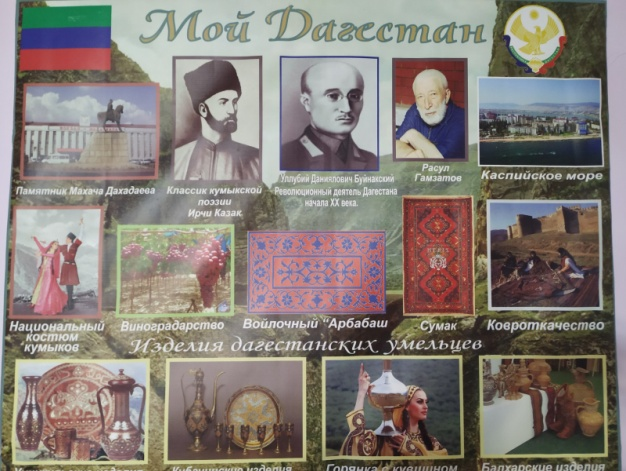 Мой Дагестан
Памятник Махача Дахадаева
Классик кумыкской
поэзии
Ирчи Казак
Уллубий Даниялович Буйнакский
Революционный деятель Дагестана
начала XX века.
Расул
Гамзатов
Каспийское море
Национальный
костюм
кумыков
Виноградарство
Войлочный "Арбабаш
Сумак
Ковроткачество
Изделия дагестанских умельцев
Кубачинские изделия
Горянка с кувшином
Балхарские изделия